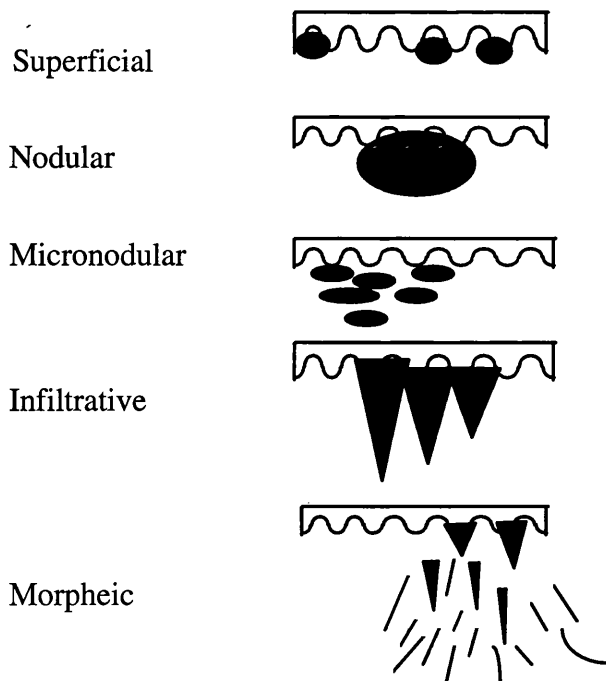 Superficial
Nodular
Micronodular
Infiltrative
Morpheic